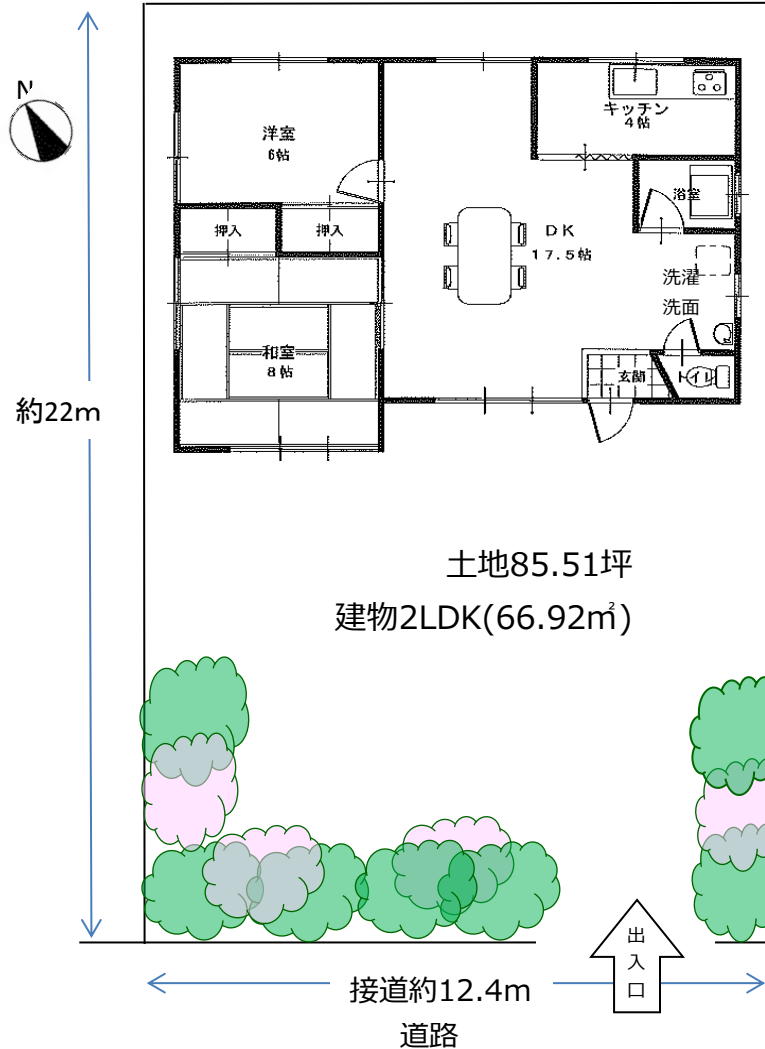 N
洋室
6帖
キッチン
4帖
浴室
押入
押入
DK
17.5帖
洗濯
洗面
和室
8帖
玄関
トイレ
約22m
土地85.51坪
建物2LDK(66.92㎡)
出入口
接道約12.4m
道路